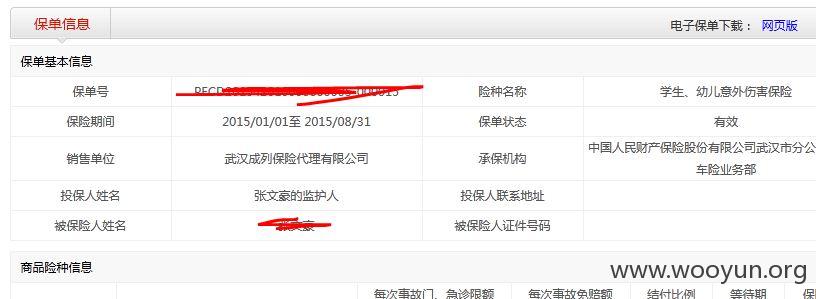 保单信息 电子保单下载： 网页版
保单基本信息
保单号 险种名称 学生、幼儿意外伤害保险
保险期间 2015/01/01至 2015/08/31 保单状态 有效
销售单位 武汉成列保险代理有限公司 承保机构 中国人民财产保险股份有限公司武汉市分公
车险业务部
投保人姓名 张文豪的监护人 投保人联系地址
被保险人姓名 被保险人证件号码
商品险种信息
www.wooyun.org
每次事故门、急诊限额 每次事故免赔额 结付比例 等待期